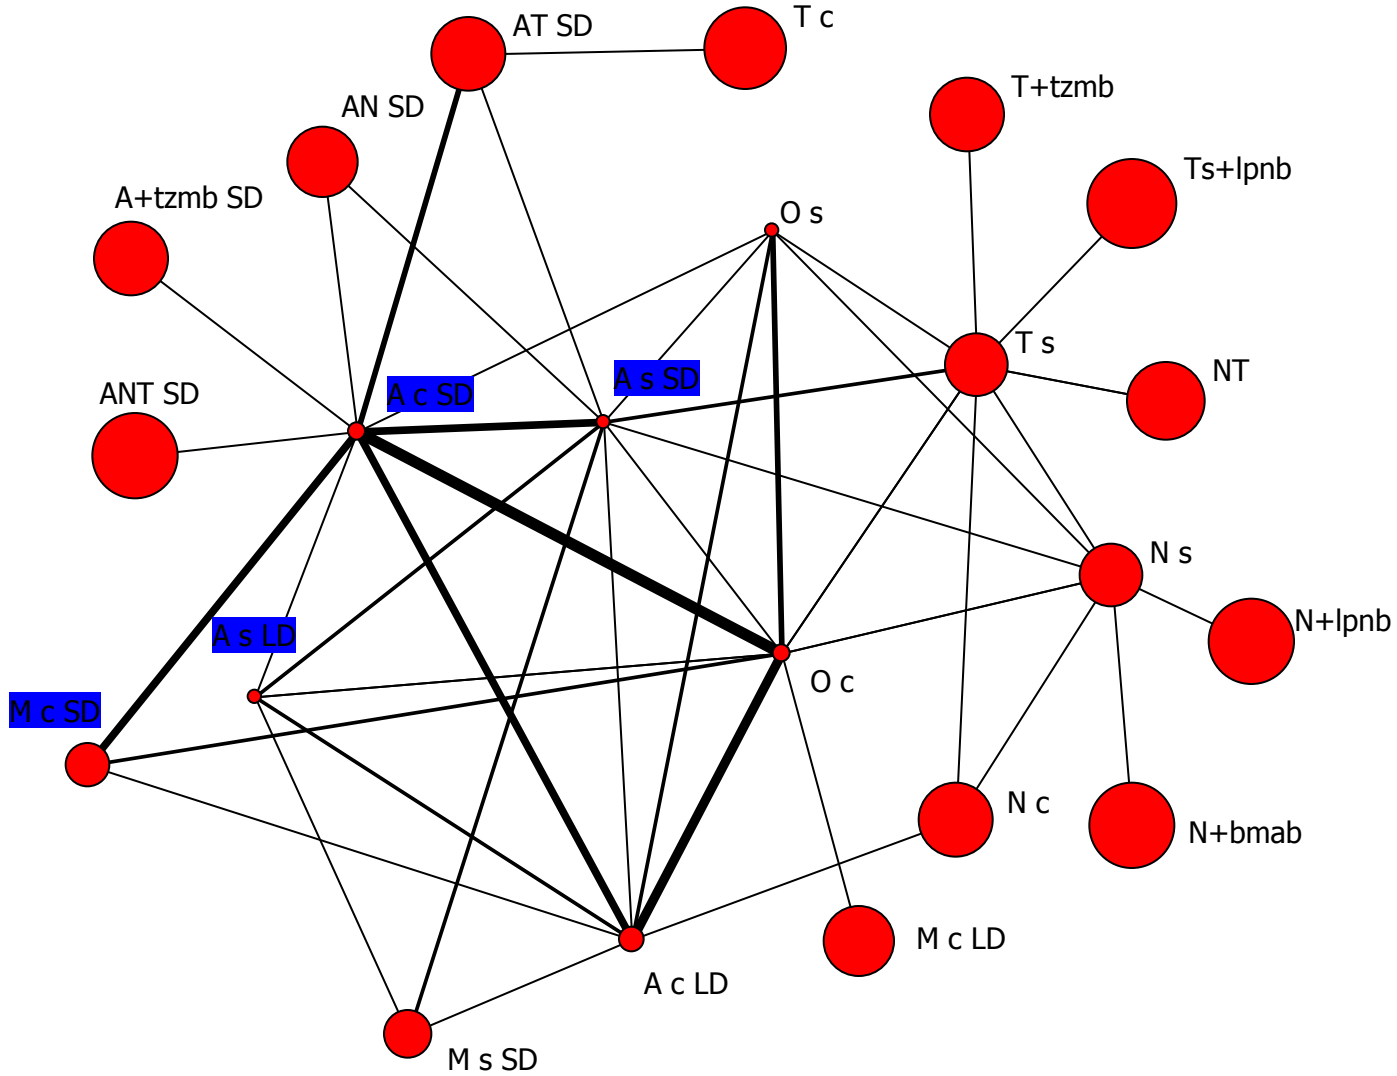 AT SD
T c
AN SD
T+tzmb
Ts+lpnb
A+tzmb SD
O s
T s
NT
A s SD
A c SD
ANT SD
N s
N+lpnb
A s LD
O c
M c SD
N c
N+bmab
M c LD
A c LD
M s SD